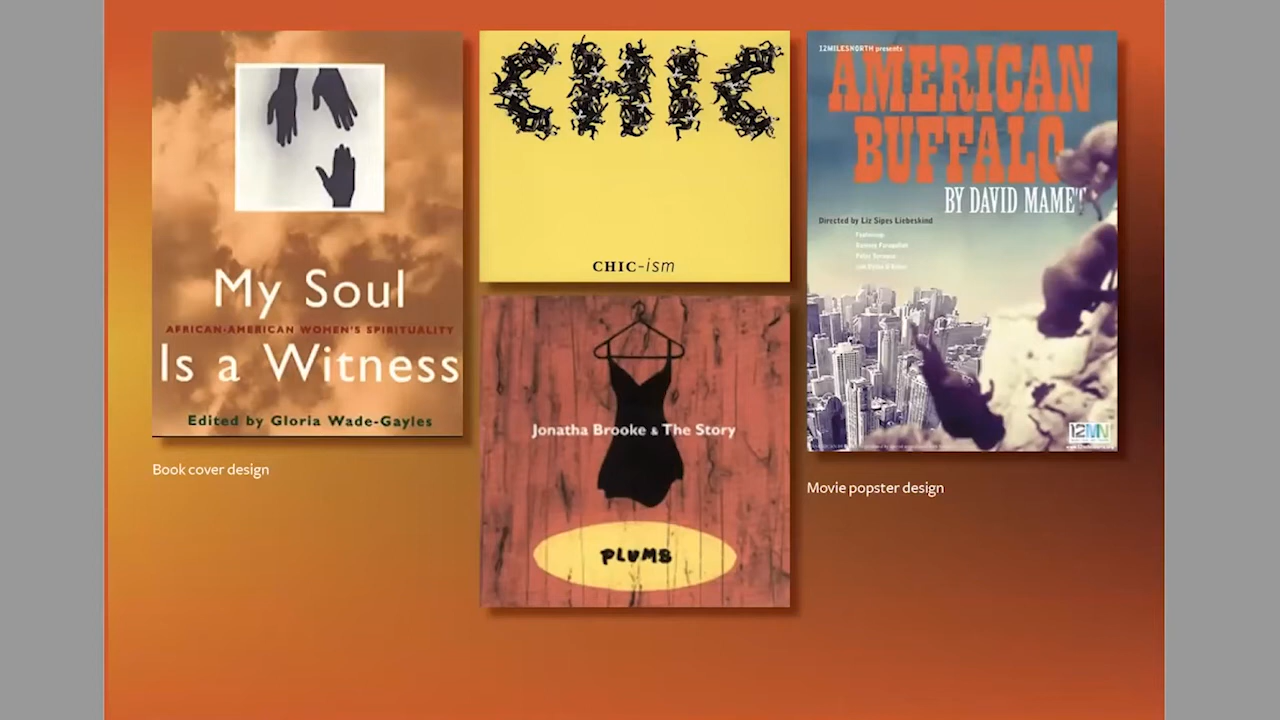 My Soul
AFRICAN-AMERICAN WOMEN'S SPIRITUALITY
Is a Witness
Edited by Gloria Wade-Gayles
Book cover design
CHIC
CHIC-ism
Jonatha Brooke & The Story
PLUMB
12MILESNORTH presents
AMERICAN
BUFFALO
BY DAVID MAMET
Directed by Liz Sipes Liebeskind
Featuring:
12MN
Movie popster design